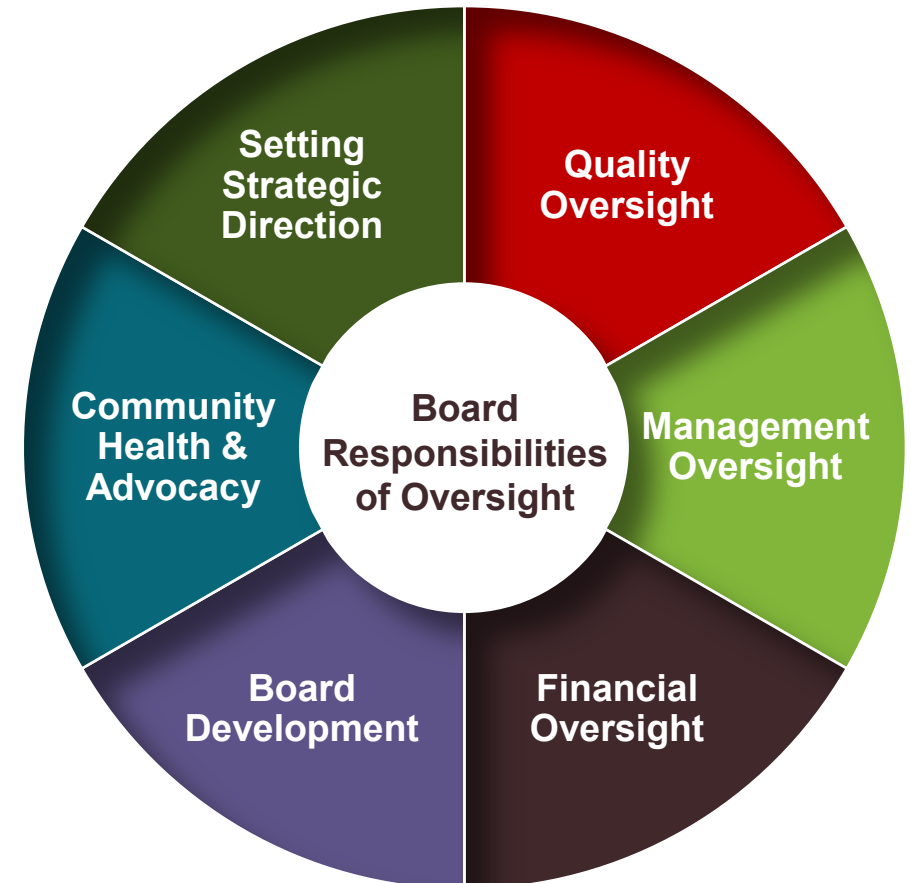 Setting
Strategic
Direction
Quality
Oversight
Community
Health &
Advocacy
Board
Responsibilities
of Oversight
Management
Oversight
Board
Development
Financial
Oversight